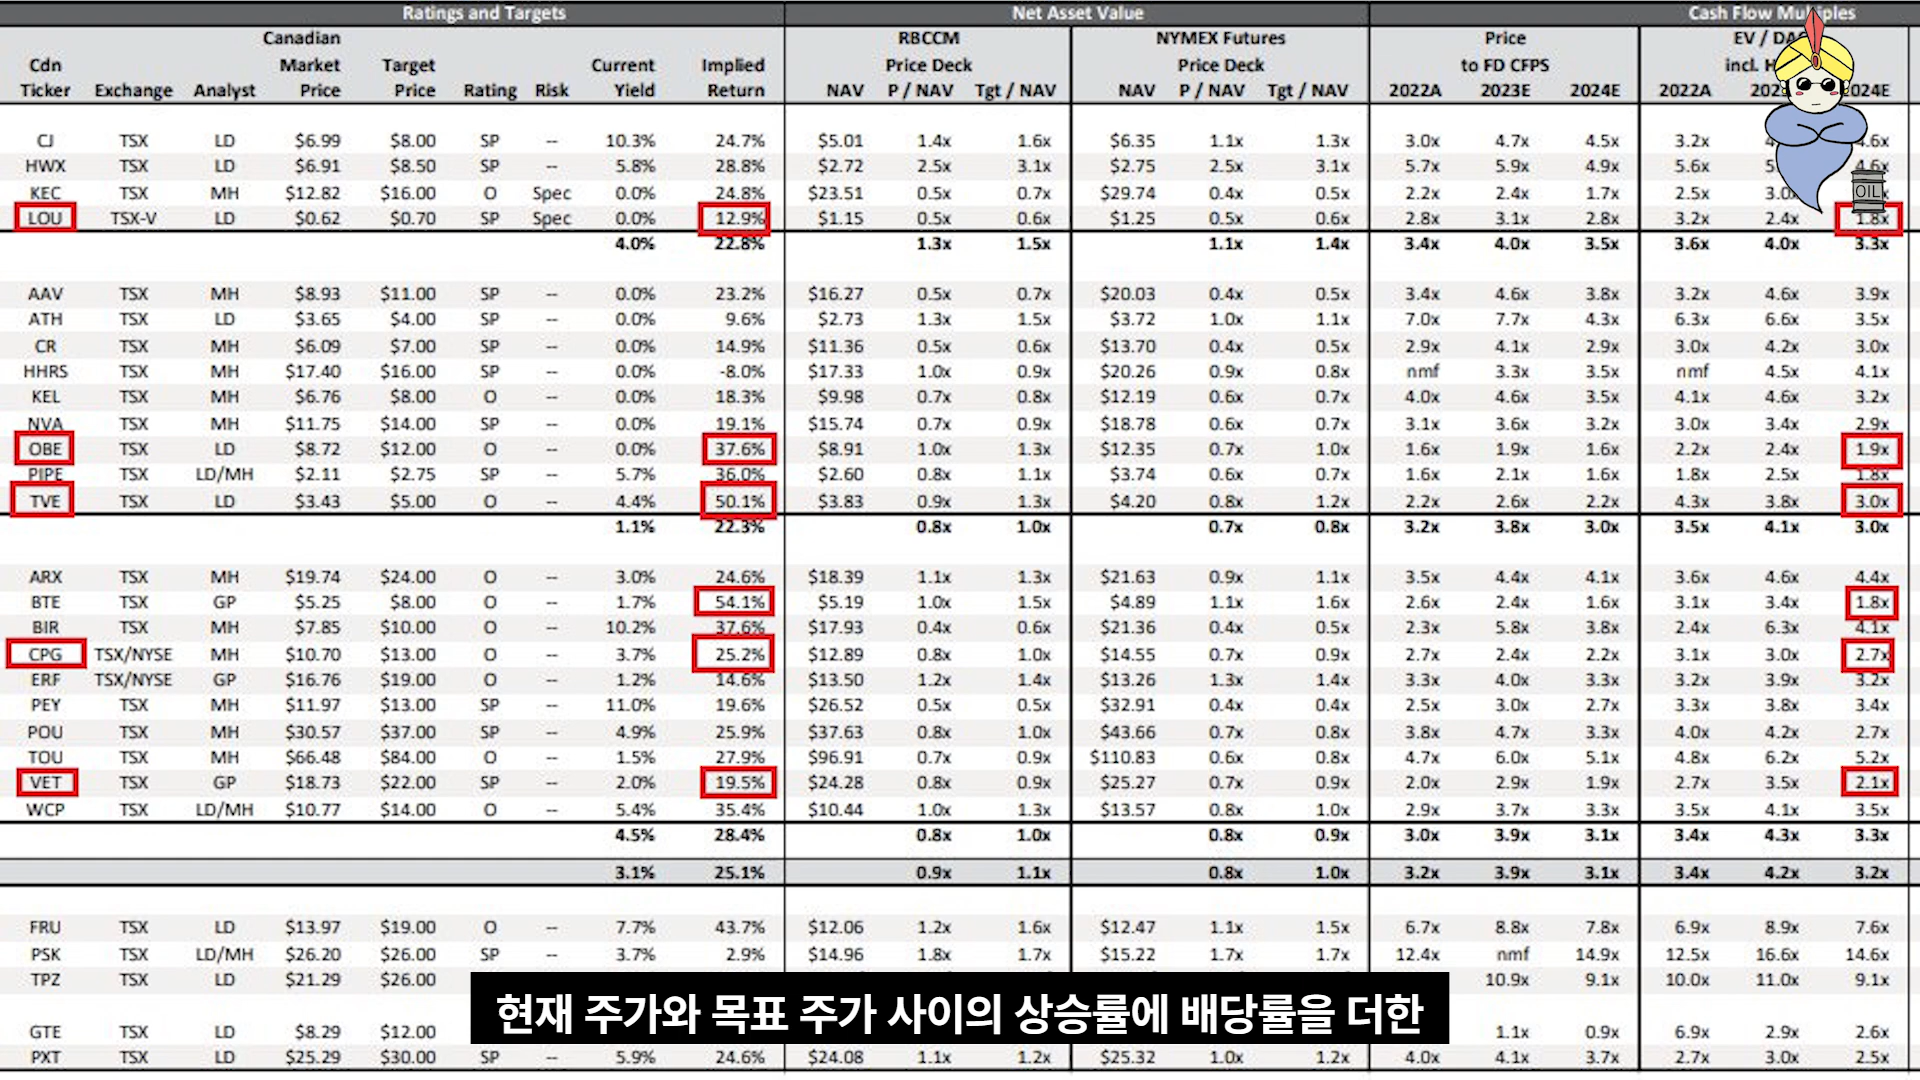 Ratings and Targets Net Asset Value Cash Flow Multiples
Canadian RBCCM NYMEX Futures Price EV /
Cdn Market Target Current Implied Price Deck Price Deck to FD CFPS incl.
Ticker Exchange Analyst Price Price Rating Risk Yield Return NAV P / NAV Tgt / NAV NAV P / NAV Tgt / NAV 2022A 2023E 2024E 2022A 2024E
CJ TSX LD $6.99 $8.00 SP -- 10.3% 24.7% $5.01 1.4x 1.6x $6.35 1.1x 1.3x 3.0x 4.7x 4.5x 3.2x 4.6x
HWX TSX LD $6.91 $8.50 SP -- 5.8% 28.8% $2.72 2.5x 3.1x $2.75 2.5x 3.1x 5.7x 5.9x 4.9x 5.6x 4.6x
KEC TSX MH $12.82 $16.00 O Spec 0.0% 24.8% $23.51 0.5x 0.7x $29.74 0.4x 0.5x 2.2x 2.4x 1.7x 2.5x 3.0x
LOU TSX-V LD $0.62 $0.70 SP Spec 0.0% 12.9% $1.15 0.5x 0.6x $1.25 0.5x 0.6x 2.8x 3.1x 2.8x 3.2x 2.4x 1.8x
OIL
4.0% 22.8% 1.3x 1.5x 1.1x 1.4x 3.4x 4.0x 3.5x 3.6x 4.0x 3.3x
AAV TSX MH $8.93 $11.00 SP -- 0.0% 23.2% $16.27 0.5x 0.7x $20.03 0.4x 0.5x 3.4x 4.6x 3.8x 3.2x 4.6x 3.9x
ATH TSX LD $3.65 $4.00 SP -- 0.0% 9.6% $2.73 1.3x 1.5x $3.72 1.0x 1.1x 7.0x 7.7x 4.3x 6.3x 6.6x 3.5x
CR TSX MH $6.09 $7.00 SP -- 0.0% 14.9% $11.36 0.5x 0.6x $13.70 0.4x 0.5x 2.9x 4.1x 2.9x 3.0x 4.2x 3.0x
HHRS TSX MH $17.40 $16.00 SP -- 0.0% -8.0% $17.33 1.0x 0.9x $20.26 0.9x 0.8x nmf 3.3x 3.5x nmf 4.5x 4.1x
KEL TSX MH $6.76 $8.00 O -- 0.0% 18.3% $9.98 0.7x 0.8x $12.19 0.6x 0.7x 4.0x 4.6x 3.5x 4.1x 4.6x 3.2x
NVA TSX MH $11.75 $14.00 SP -- 0.0% 19.1% $15.74 0.7x 0.9x $18.78 0.6x 0.7x 3.1x 3.6x 3.2x 3.0x 3.4x 2.9x
OBE TSX LD $8.72 $12.00 O -- 0.0% 37.6% $8.91 1.0x 1.3x $12.35 0.7x 1.0x 1.6x 1.9x 1.6x 2.2x 2.4x 1.9x
PIPE TSX LD/MH $2.11 $2.75 SP -- 5.7% 36.0% $2.60 0.8x 1.1x $3.74 0.6x 0.7x 1.6x 2.1x 1.6x 1.8x 2.5x 1.8x
TVE TSX LD $3.43 $5.00 O -- 4.4% 50.1% $3.83 0.9x 1.3x $4.20 0.8x 1.2x 2.2x 2.6x 2.2x 4.3x 3.8x 3.0x
1.1% 22.3% 0.8x 1.0x 0.7x 0.8x 3.2x 3.8x 3.0x 3.5x 4.1x 3.0x
ARX TSX MH $19.74 $24.00 O -- 3.0% 24.6% $18.39 1.1x 1.3x $21.63 0.9x 1.1x 3.5x 4.4x 4.1x 3.6x 4.6x 4.4x
BTE TSX GP $5.25 $8.00 O -- 1.7% 54.1% $5.19 1.0x 1.5x $4.89 1.1x 1.6x 2.6x 2.4x 1.6x 3.1x 3.4x 1.8x
BIR TSX MH $7.85 $10.00 O -- 10.2% 37.6% $17.93 0.4x 0.6x $21.36 0.4x 0.5x 2.3x 5.8x 3.8x 2.4x 6.3x 4.1x
CPG TSX/NYSE MH $10.70 $13.00 O -- 3.7% 25.2% $12.89 0.8x 1.0x $14.55 0.7x 0.9x 2.7x 2.4x 2.2x 3.1x 3.0x 2.7x
ERF TSX/NYSE GP $16.76 $19.00 O -- 1.2% 14.6% $13.50 1.2x 1.4x $13.26 1.3x 1.4x 3.3x 4.0x 3.3x 3.2x 3.9x 3.2x
PEY TSX MH $11.97 $13.00 SP -- 11.0% 19.6% $26.52 0.5x 0.5x $32.91 0.4x 0.4x 2.5x 3.0x 2.7x 3.3x 3.8x 3.4x
POU TSX MH $30.57 $37.00 SP -- 4.9% 25.9% $37.63 0.8x 1.0x $43.66 0.7x 0.8x 3.8x 4.7x 3.3x 4.0x 4.2x 2.7x
TOU TSX MH $66.48 $84.00 O -- 1.5% 27.9% $96.91 0.7x 0.9x $110.83 0.6x 0.8x 4.7x 6.0x 5.1x 4.8x 6.2x 5.2x
VET TSX GP $18.73 $22.00 SP -- 2.0% 19.5% $24.28 0.8x 0.9x $25.27 0.7x 0.9x 2.0x 2.9x 1.9x 2.7x 3.5x 2.1x
WCP TSX LD/MH $10.77 $14.00 O -- 5.4% 35.4% $10.44 1.0x 1.3x $13.57 0.8x 1.0x 2.9x 3.7x 3.3x 3.5x 4.1x 3.5x
4.5% 28.4% 0.8x 1.0x 0.8x 0.9x 3.0x 3.9x 3.1x 3.4x 4.3x 3.3x
3.1% 25.1% 0.9x 1.1x 0.8x 1.0x 3.2x 3.9x 3.1x 3.4x 4.2x 3.2x
FRU TSX LD $13.97 $19.00 O -- 7.7% 43.7% $12.06 1.2x 1.6x $12.47 1.1x 1.5x 6.7x 8.8x 7.8x 6.9x 8.9x 7.6x
PSK TSX LD/MH $26.20 $26.00 SP -- 3.7% 2.9% $14.96 1.8x 1.7x $15.22 1.7x 1.7x 12.4x nmf 14.9x 12.5x 16.6x 14.6x
TPZ TSX LD $21.29 $26.00 10.9x 9.1x 10.0x 11.0x 9.1x
현재 주가와 목표 주가 사이의 상승률에 배당률을 더한
GTE TSX LD $8.29 $12.00 1.1x 0.9x 6.9x 2.9x 2.6x
PXT TSX LD $25.29 $30.00 SP -- 5.9% 24.6% $24.08 1.1x 1.2x $25.32 1.0x 1.2x 4.0x 4.1x 3.7x 2.7x 3.0x 2.5x